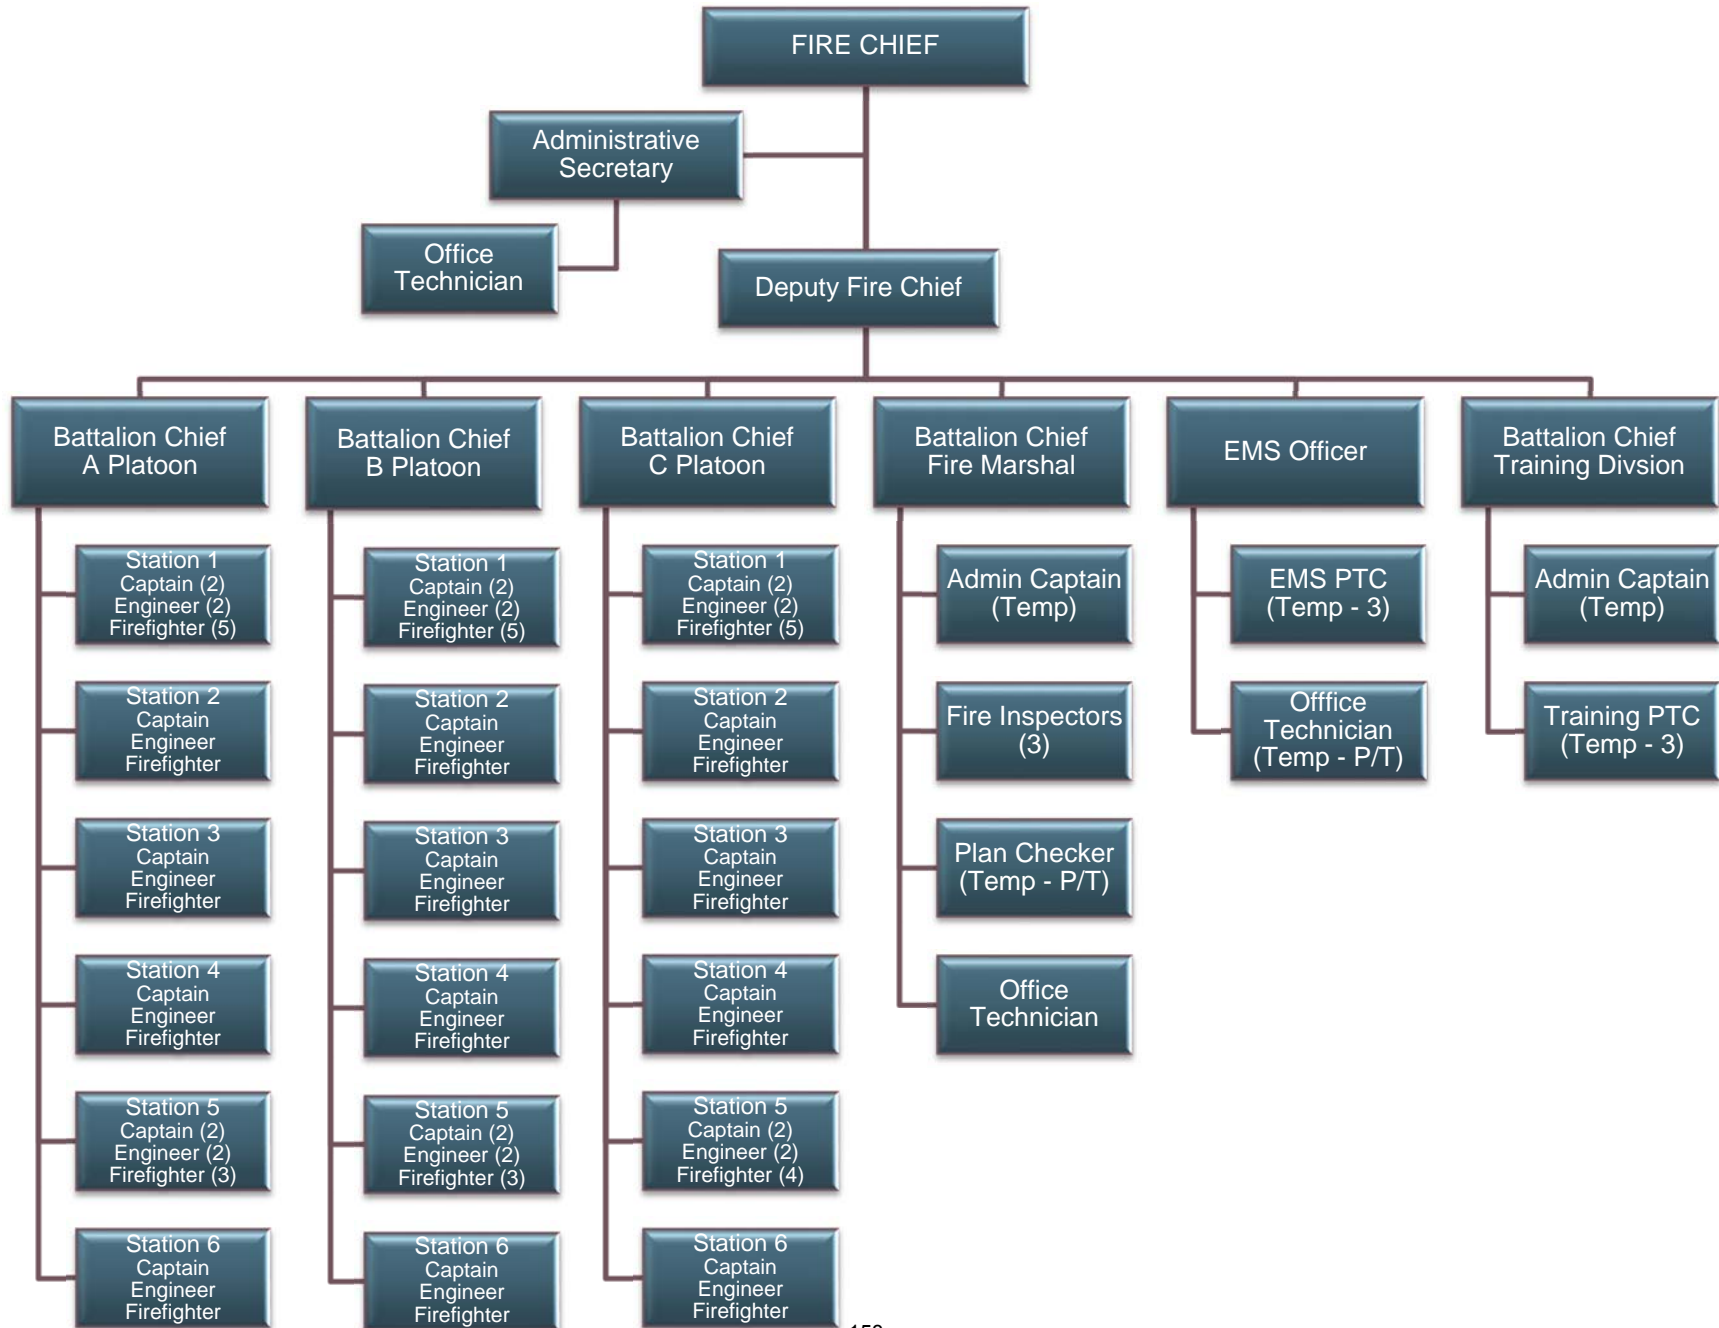 FIRE CHIEF
Administrative
Secretary
Office
Technician
Deputy Fire Chief
Battalion Chief
A Platoon
Station 1
Captain (2)
Engineer (2)
Firefighter (5)
Station 2
Captain
Engineer
Firefighter
Station 3
Captain
Engineer
Firefighter
Station 4
Captain
Engineer
Firefighter
Station 5
Captain (2)
Engineer (2)
Firefighter (3)
Station 6
Captain
Engineer
Firefighter
Battalion Chief
B Platoon
Station 1
Captain (2)
Engineer (2)
Firefighter (5)
Station 2
Captain
Engineer
Firefighter
Station 3
Captain
Engineer
Firefighter
Station 4
Captain
Engineer
Firefighter
Station 5
Captain (2)
Engineer (2)
Firefighter (3)
Station 6
Captain
Engineer
Firefighter
Battalion Chief
C Platoon
Station 1
Captain (2)
Engineer (2)
Firefighter (5)
Station 2
Captain
Engineer
Firefighter
Station 3
Captain
Engineer
Firefighter
Station 4
Captain
Engineer
Firefighter
Station 5
Captain (2)
Engineer (2)
Firefighter (4)
Station 6
Captain
Engineer
Firefighter
Battalion Chief
Fire Marshal
Admin Captain
(Temp)
Fire Inspectors
(3)
Plan Checker
(Temp - P/T)
Office
Technician
EMS Officer
EMS PTC
(Temp - 3)
Offfice
Technician
(Temp - P/T)
Battalion Chief
Training Divsion
Admin Captain
(Temp)
Training PTC
(Temp - 3)